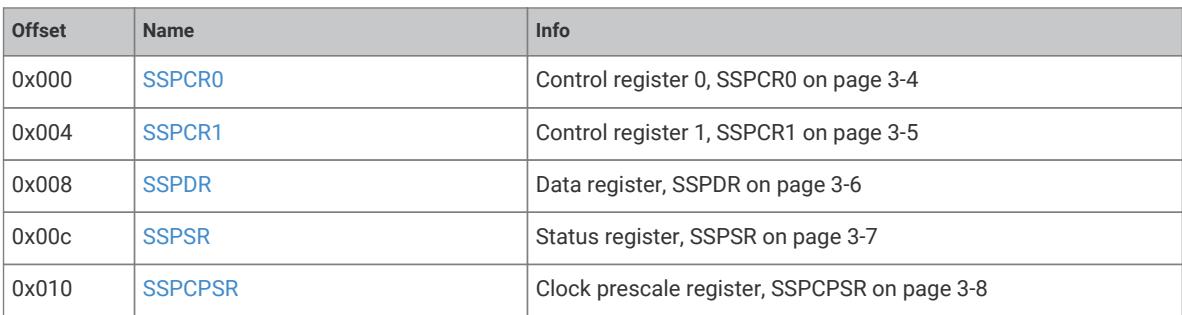 Offset Name Info
0x000 SSPCR0 Control register 0, SSPCR0 on page 3-4
0x004 SSPCR1 Control register 1, SSPCR1 on page 3-5
0x008 SSPDR Data register, SSPDR on page 3-6
0x00c SSPSR Status register, SSPSR on page 3-7
0x010 SSPCPSR Clock prescale register, SSPCPSR on page 3-8